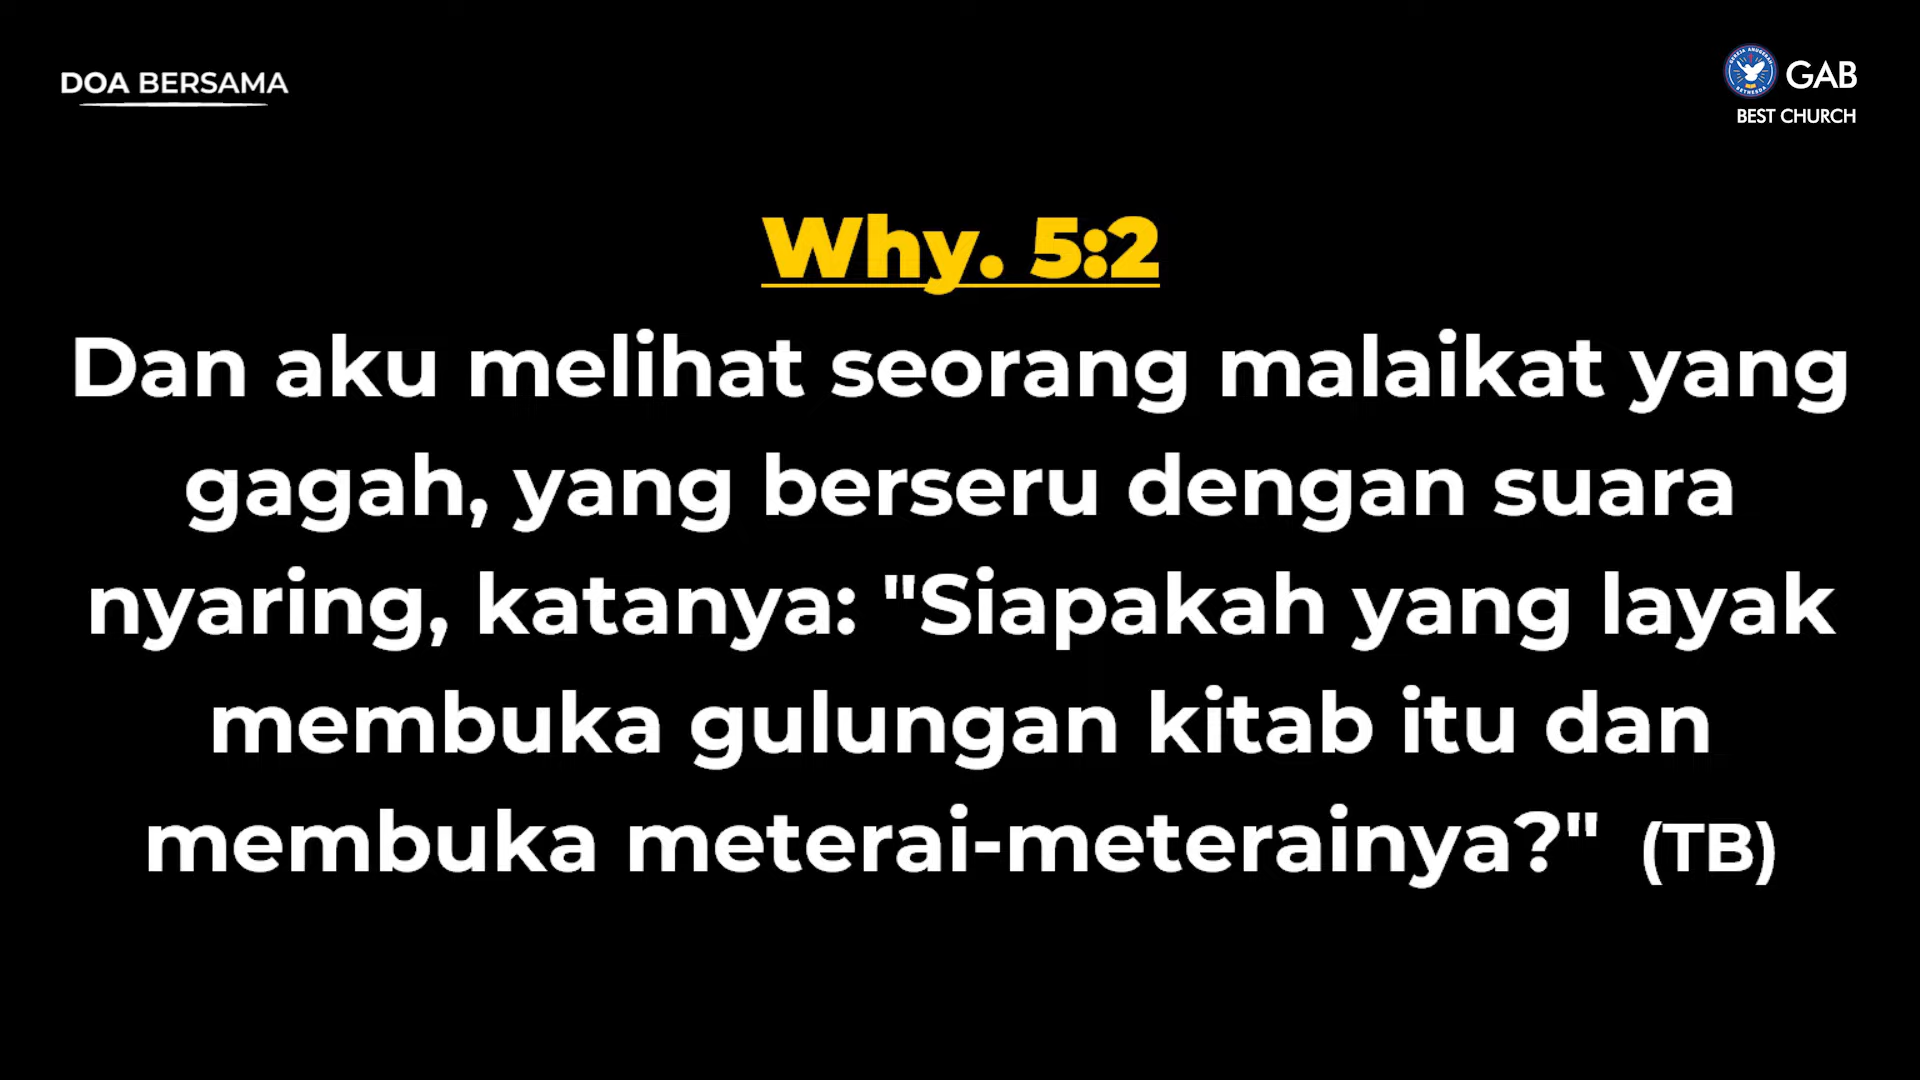 DOA BERSAMA
GAB
BEST CHURCH
Why. 5:2
Dan aku melihat seorang malaikat yang
gagah, yang berseru dengan suara
nyaring, katanya: "Siapakah yang layak
membuka gulungan kitab itu dan
membuka meterai-meterainya?" (TB)